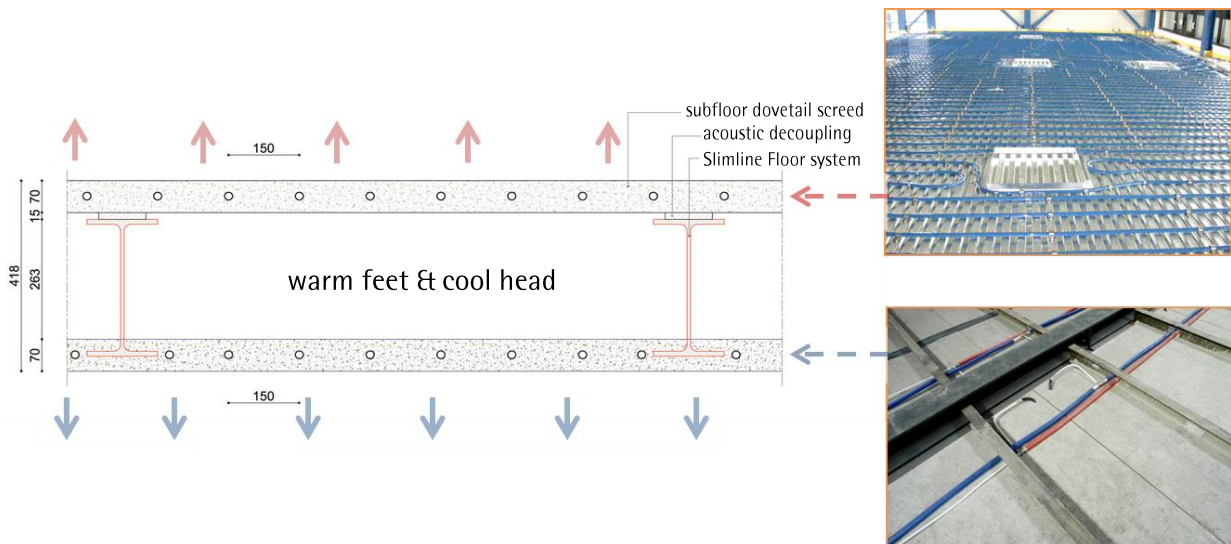 subfloor dovetail screed
acoustic decoupling
Slimline Floor system
150
70
15
263
70
418
warm feet & cool head
150